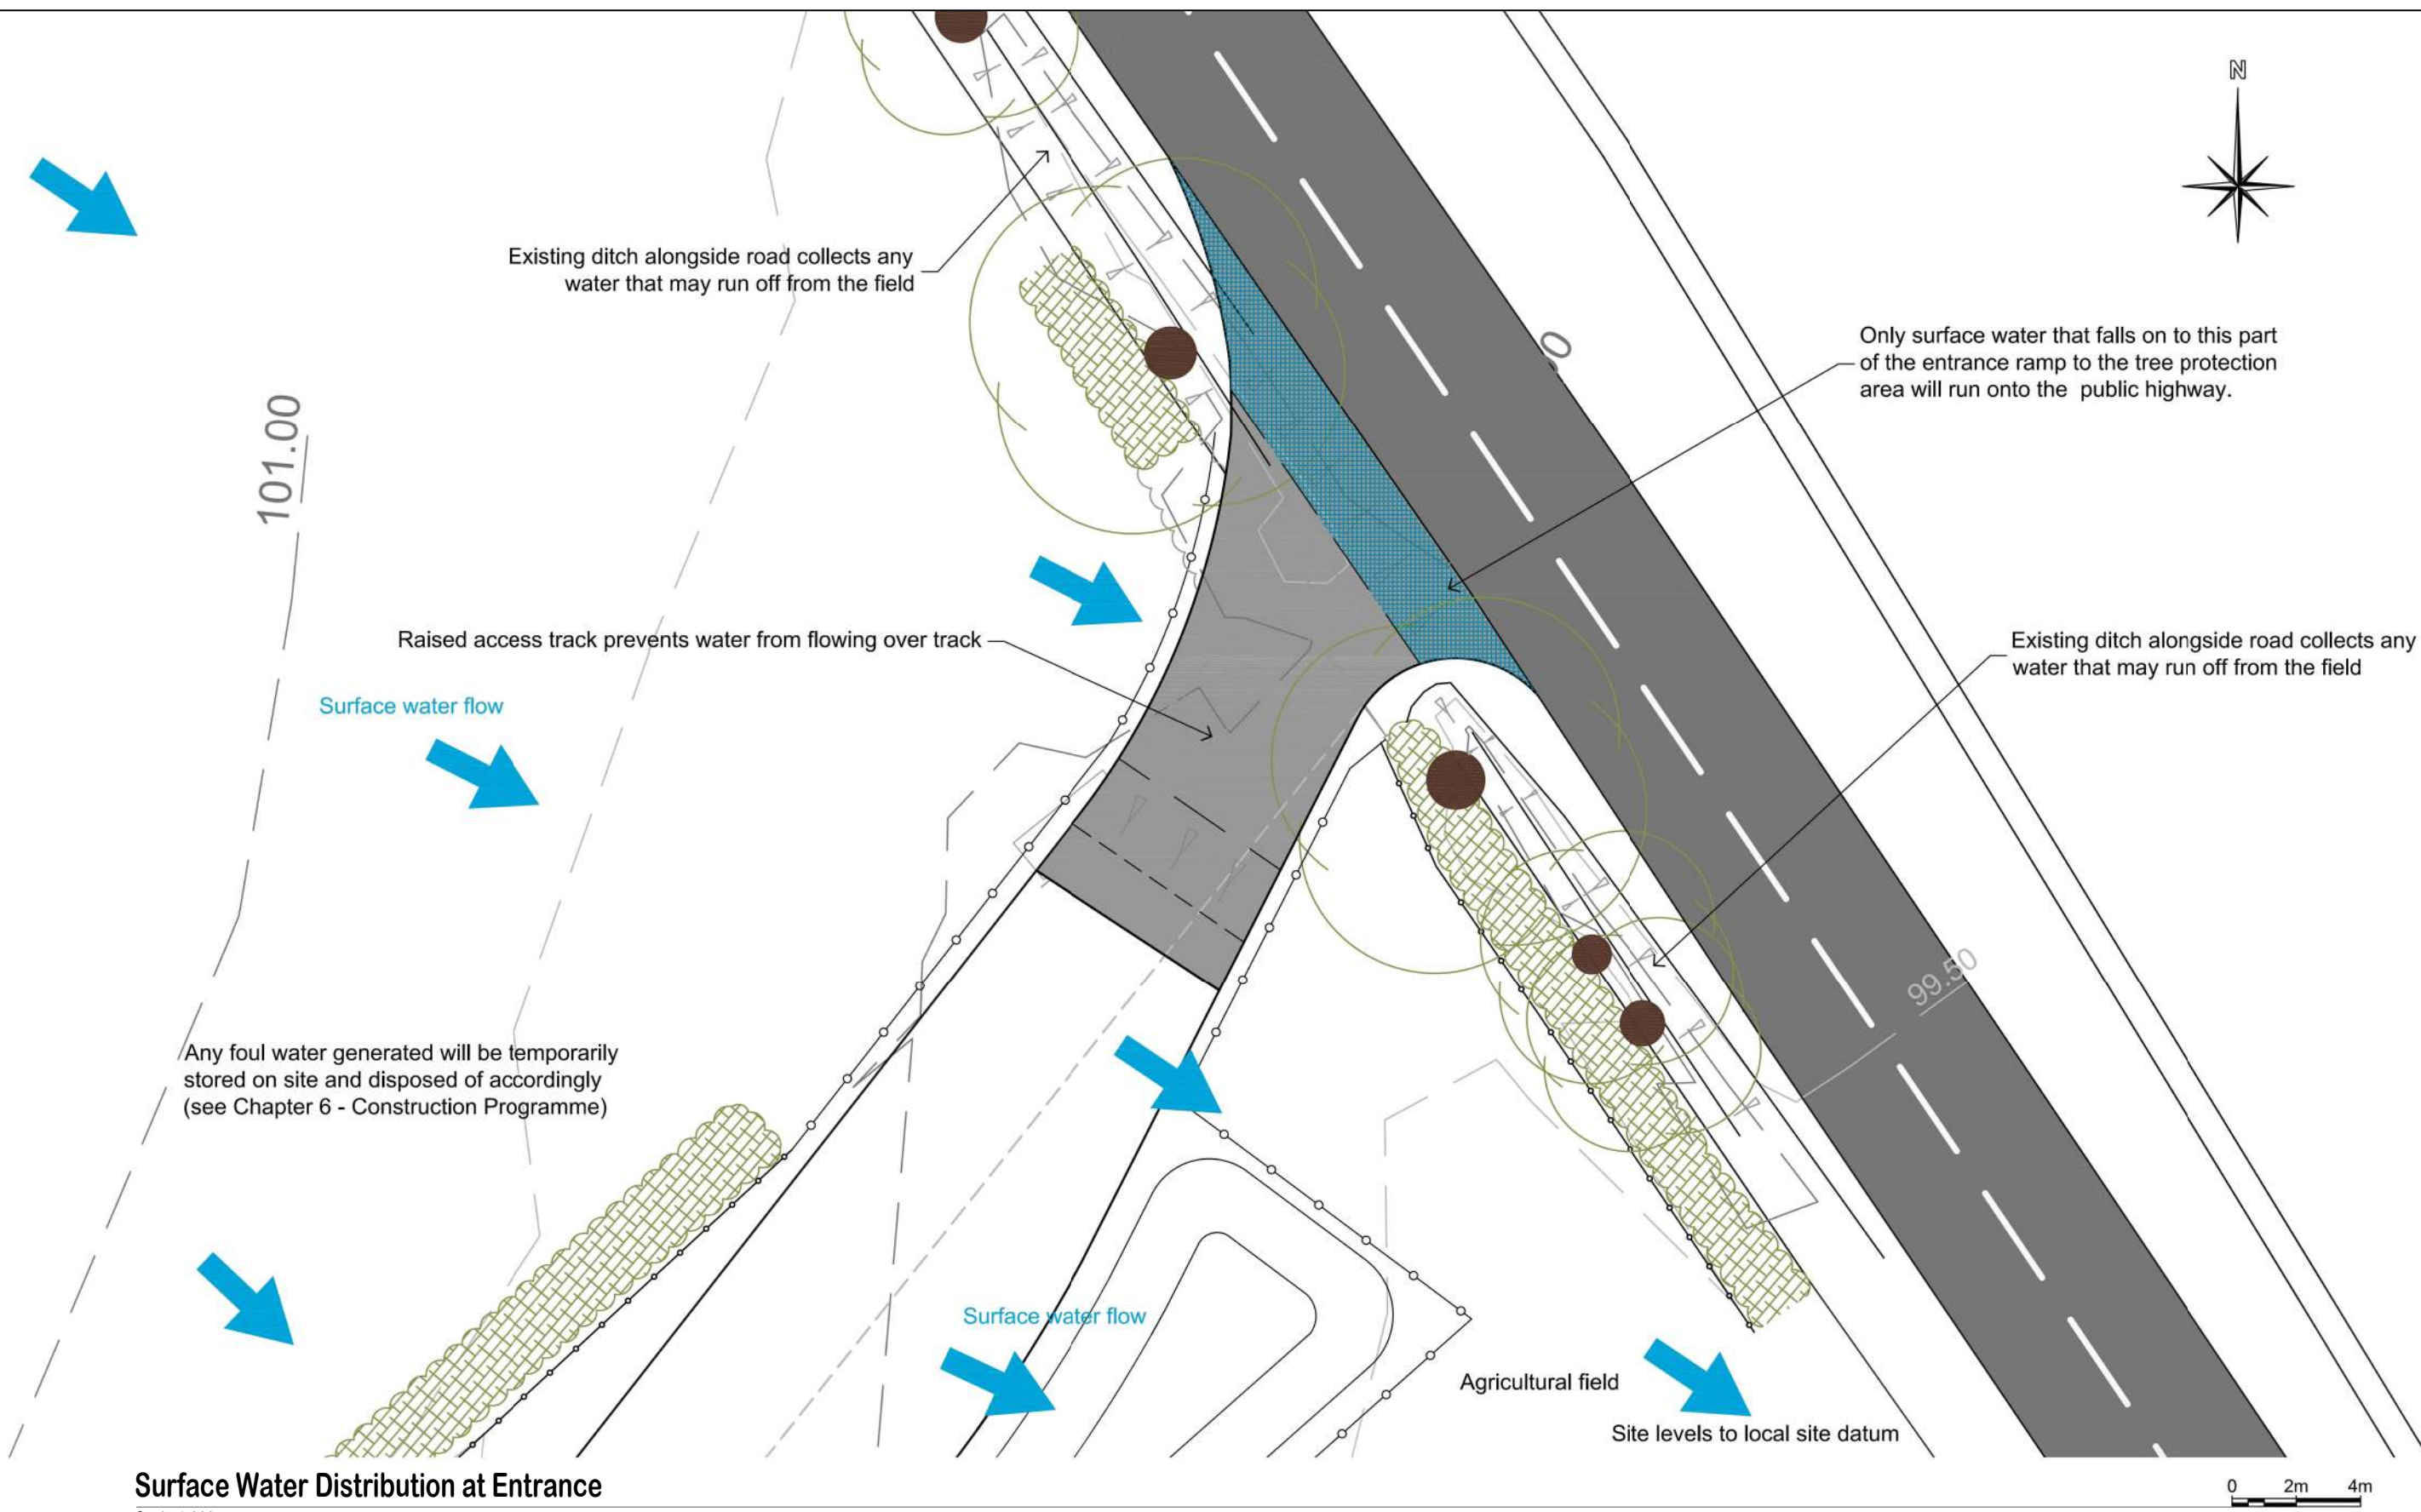 N
Existing ditch alongside road collects any
water that may run off from the field
Only surface water that falls on to this part
of the entrance ramp to the tree protection
area will run onto the public highway.
101.00
Raised access track prevents water from flowing over track
Existing ditch alongside road collects any
water that may run off from the field
Surface water flow
99.50
Any foul water generated will be temporarily
stored on site and disposed of accordingly
(see Chapter 6 - Construction Programme)
Surface water flow
Agricultural field
Site levels to local site datum
Surface Water Distribution at Entrance
0 2m 4m